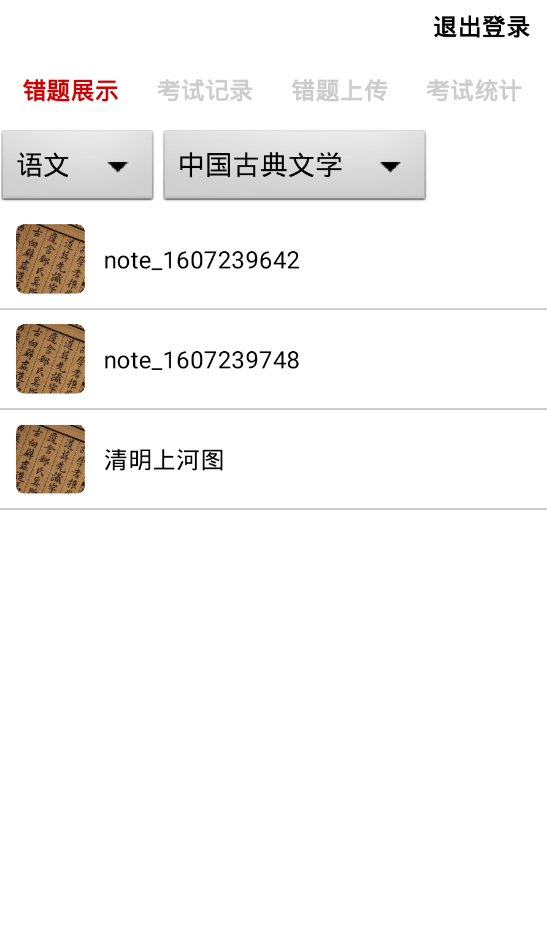 退出登录
错题展示 考试记录 错题上传 考试统计
语文 中国古典文学
note_1607239642
note_1607239748
清明上河图